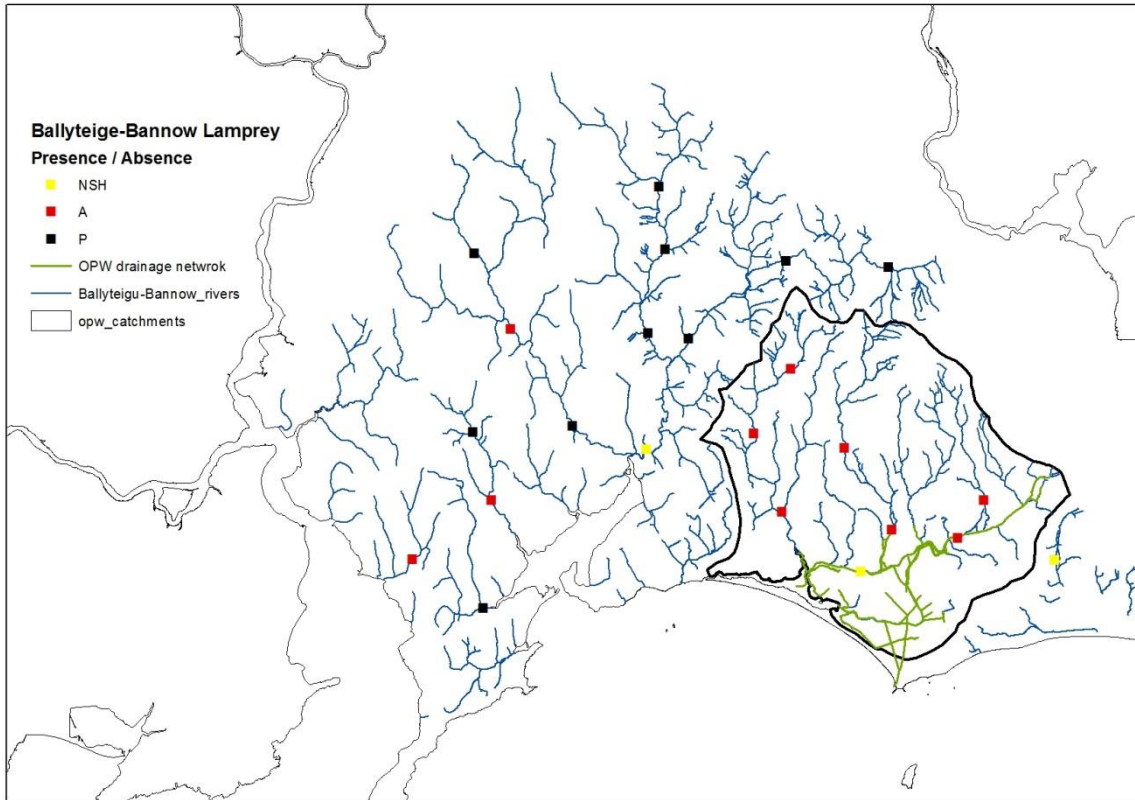 Ballyteige-Bannow Lamprey
Presence / Absence
NSH
A
P
OPW drainage netwrok
Ballyteigu-Bannow_rivers
opw_catchments